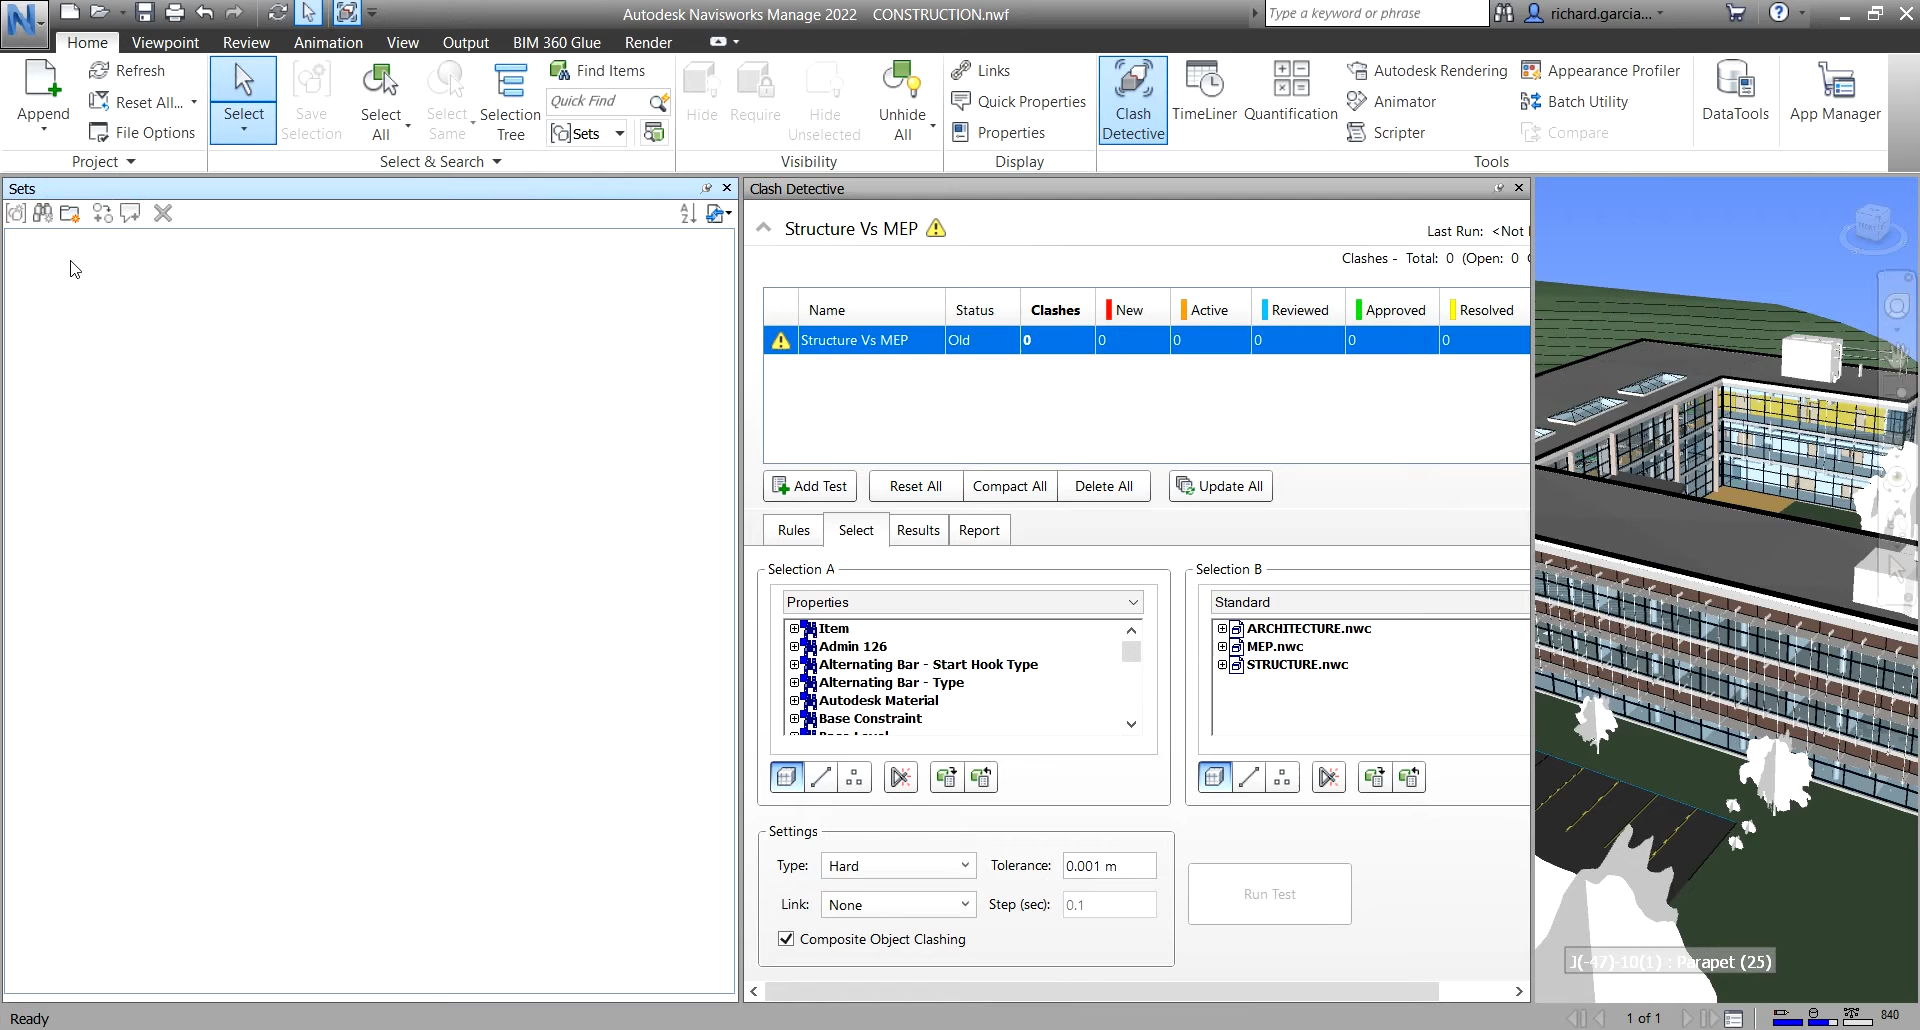 Autodesk Navisworks Manage 2022 CONSTRUCTION.nwf
Type a keyword or phrase
richard.garcia...
Home Viewpoint Review Animation View Output BIM 360 Glue Render
Append
Refresh
Reset All...
File Options
Project
Select
Save Selection
Select All
Select Same
Selection Tree
Find Items
Quick Find
Sets
Select & Search
Hide
Require
Hide Unselected
Unhide All
Visibility
Links
Quick Properties
Properties
Display
Clash Detective
TimeLiner
Quantification
Autodesk Rendering
Animator
Scripter
Appearance Profiler
Batch Utility
Compare
Tools
DataTools
App Manager
Sets
Clash Detective
Structure Vs MEP
Last Run: <Not
Clashes - Total: 0 (Open: 0
Name Status Clashes New Active Reviewed Approved Resolved
Structure Vs MEP Old 0 0 0 0 0 0
Add Test Reset All Compact All Delete All Update All
Rules Select Results Report
Selection A
Properties
Item
Admin 126
Alternating Bar - Start Hook Type
Alternating Bar - Type
Autodesk Material
Base Constraint
Selection B
Standard
ARCHITECTURE.nwc
MEP.nwc
STRUCTURE.nwc
Settings
Type: Hard Tolerance: 0.001 m
Link: None Step (sec): 0.1
Composite Object Clashing
Run Test
J(-47)-10(1) : Parapet (25)
Ready
1 of 1
840